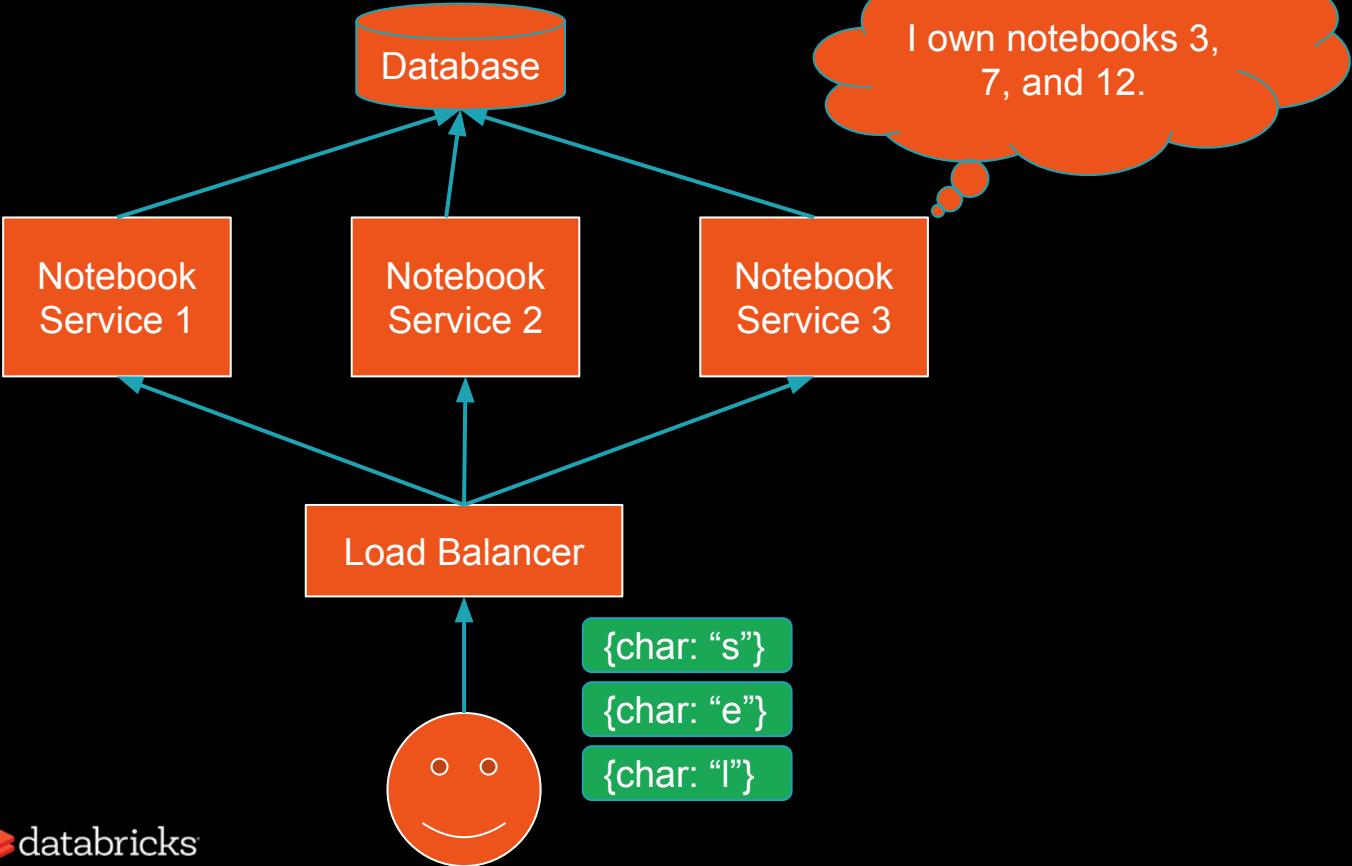 Database
I own notebooks 3,
7, and 12.
Notebook
Service 1
Notebook
Service 2
Notebook
Service 3
Load Balancer
{char: “s”}
{char: “e”}
{char: “l”}
databricks